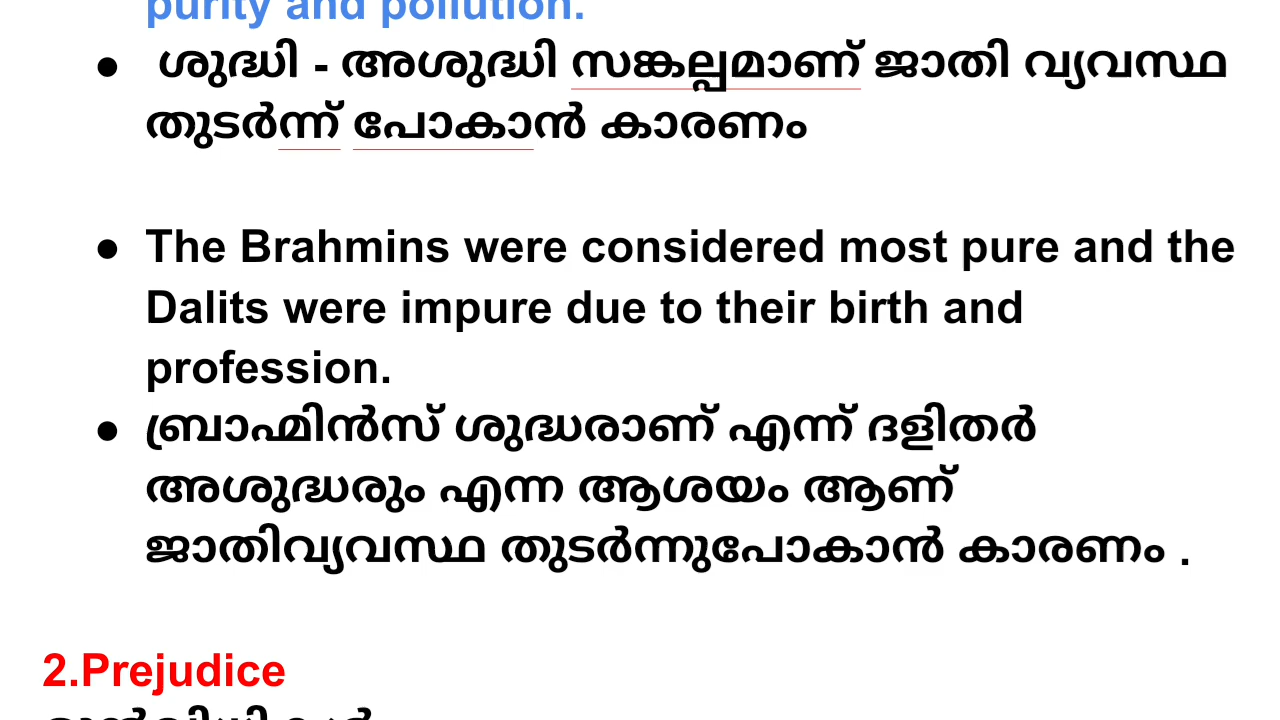 purity and pollution.
● ശുദ്ധി - അശുദ്ധി സങ്കല്പമാണ് ജാതി വ്യവസ്ഥ
തുടർന്ന് പോകാൻ കാരണം
● The Brahmins were considered most pure and the
Dalits were impure due to their birth and
profession.
● ബ്രാഹ്മിൻസ് ശുദ്ധരാണ് എന്ന് ദളിതർ
അശുദ്ധരും എന്ന ആശയം ആണ്
ജാതിവ്യവസ്ഥ തുടർന്നുപോകാൻ കാരണം .
2.Prejudice